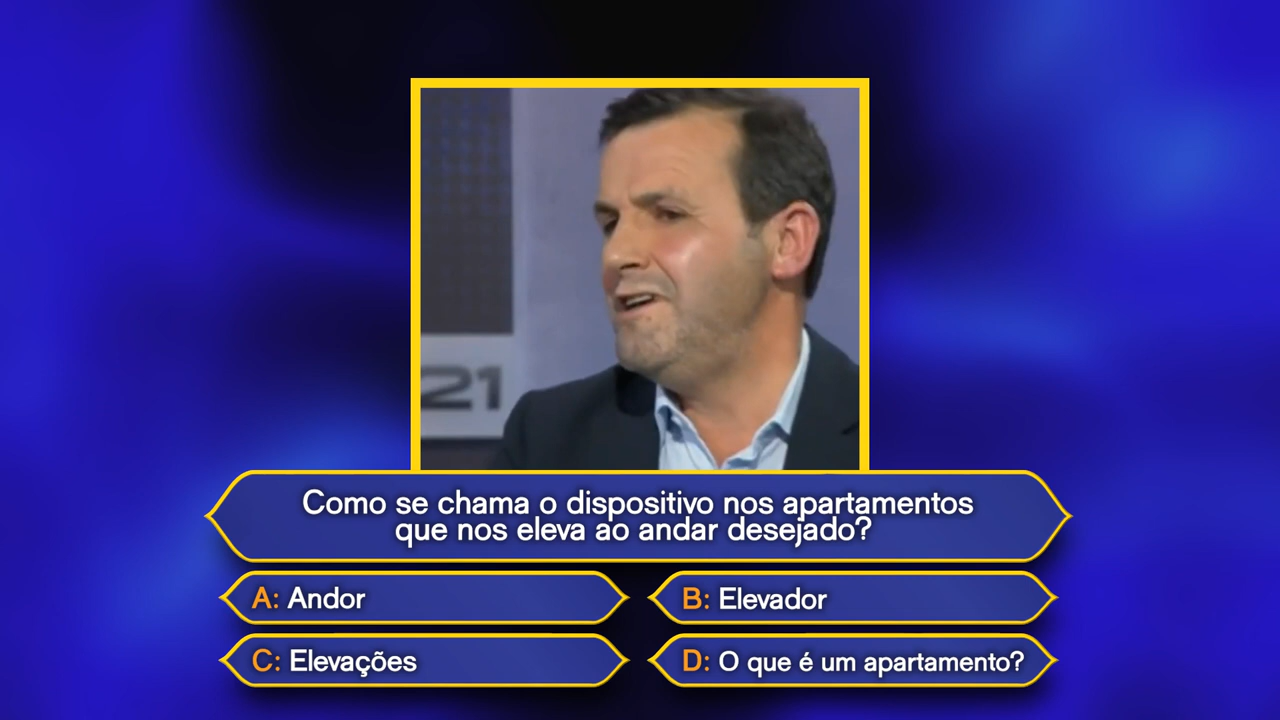 21
Como se chama o dispositivo nos apartamentos
que nos eleva ao andar desejado?
A: Andor
B: Elevador
C: Elevações
D: O que é um apartamento?